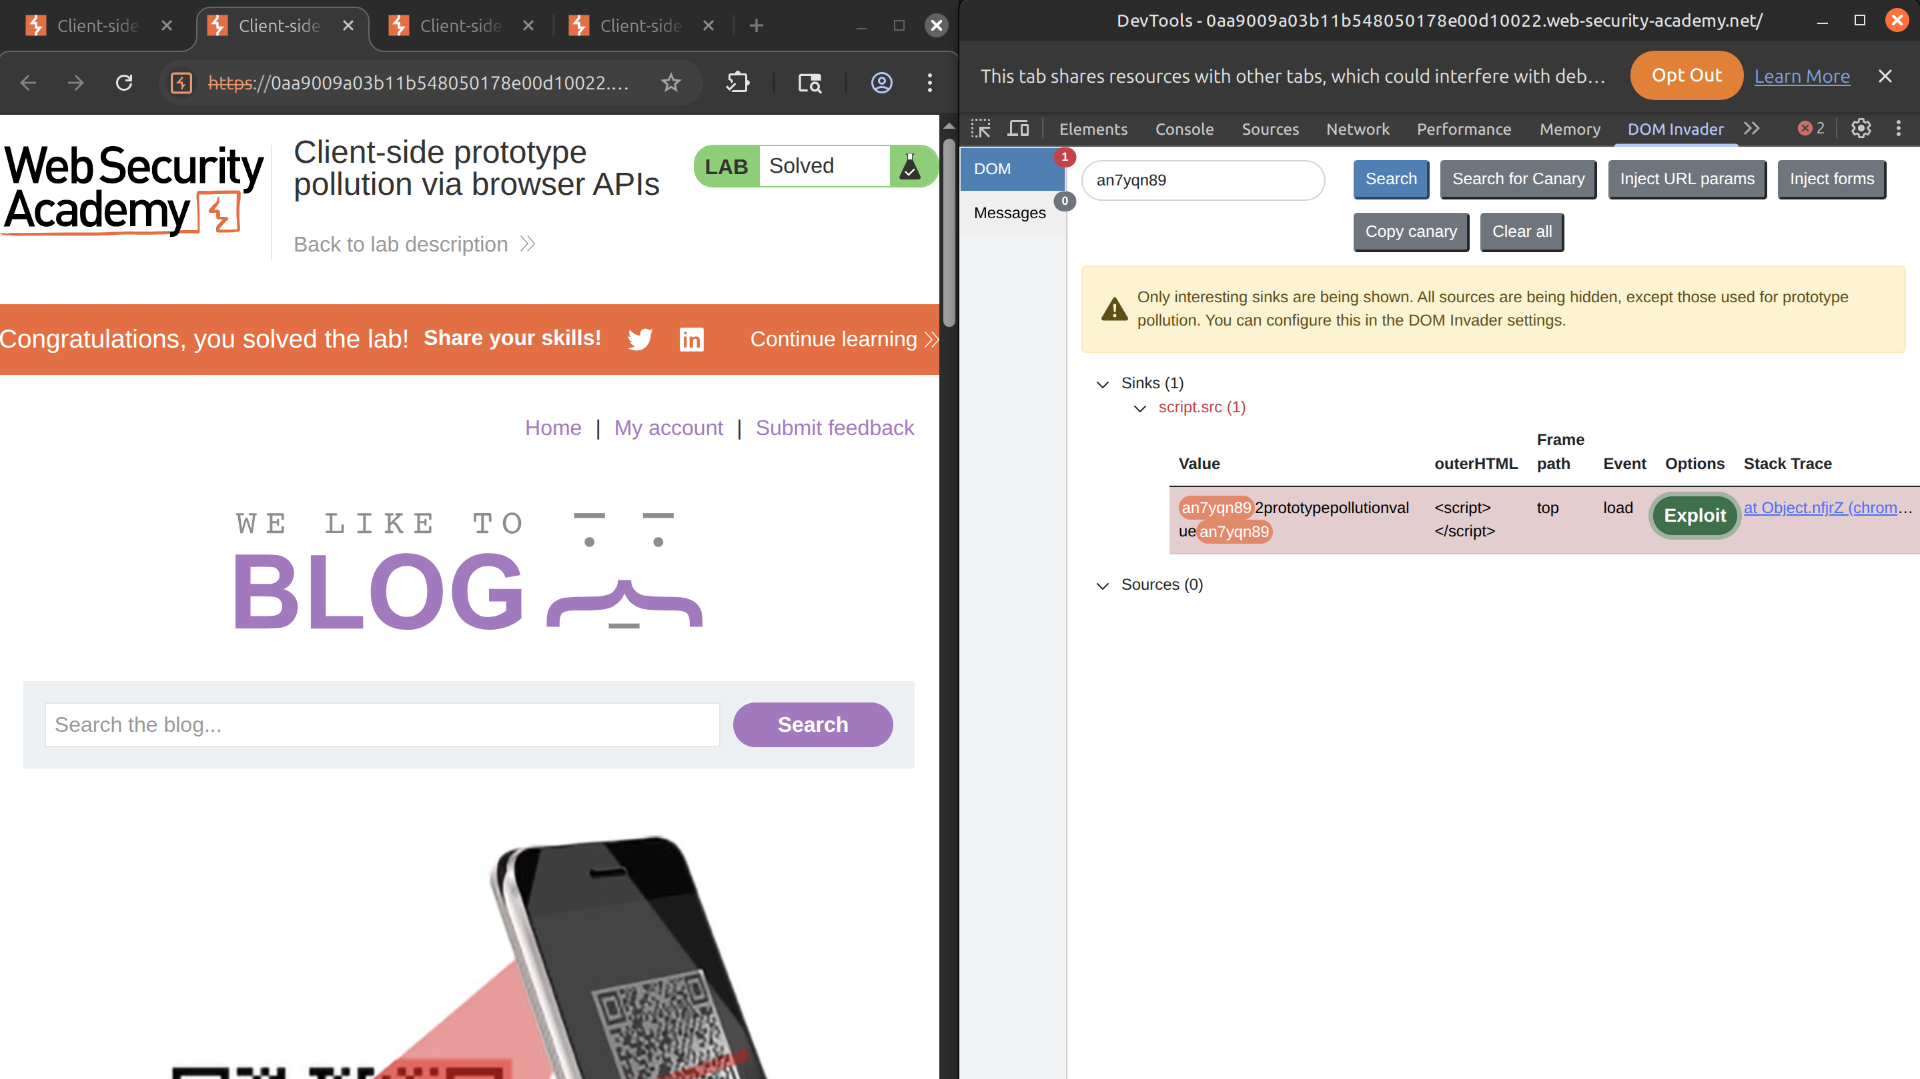 Client-side
Client-side
Client-side
Client-side
https://0aa9009a03b11b548050178e00d10022....
Web Security
Academy
Client-side prototype
pollution via browser APIs
Back to lab description
LAB
Solved
Congratulations, you solved the lab!
Share your skills!
Continue learning
Home | My account | Submit feedback
WE LIKE TO
BLOG
Search the blog...
Search
DevTools - 0aa9009a03b11b548050178e00d10022.web-security-academy.net/
This tab shares resources with other tabs, which could interfere with deb...
Opt Out
Learn More
Elements
Console
Sources
Network
Performance
Memory
DOM Invader
2
DOM
1
Messages
0
an7yqn89
Search
Search for Canary
Inject URL params
Inject forms
Copy canary
Clear all
Only interesting sinks are being shown. All sources are being hidden, except those used for prototype
pollution. You can configure this in the DOM Invader settings.
Sinks (1)
script.src (1)
Value
outerHTML
Frame
path
Event
Options
Stack Trace
an7yqn892prototypepollutionval
uean7yqn89
<script>
</script>
top
load
Exploit
at Object.nfjrZ (chrom...
Sources (0)